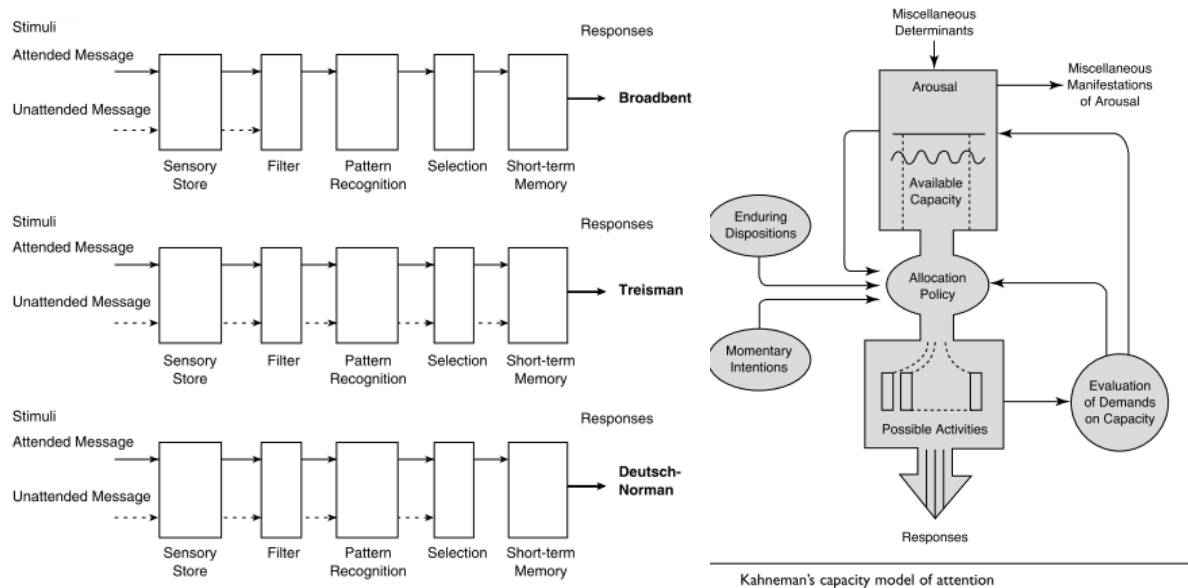 Stimuli
Responses
Attended Message
Unattended Message
Broadbent
Sensory
Store
Filter
Pattern
Recognition
Selection
Short-term
Memory
Stimuli
Responses
Attended Message
Unattended Message
Treisman
Sensory
Store
Filter
Pattern
Recognition
Selection
Short-term
Memory
Stimuli
Responses
Attended Message
Unattended Message
Deutsch-
Norman
Sensory
Store
Filter
Pattern
Recognition
Selection
Short-term
Memory
Miscellaneous
Determinants
Arousal
Miscellaneous
Manifestations
of Arousal
Available
Capacity
Enduring
Dispositions
Allocation
Policy
Momentary
Intentions
Evaluation
of Demands
on Capacity
Possible Activities
Responses
Kahneman's capacity model of attention